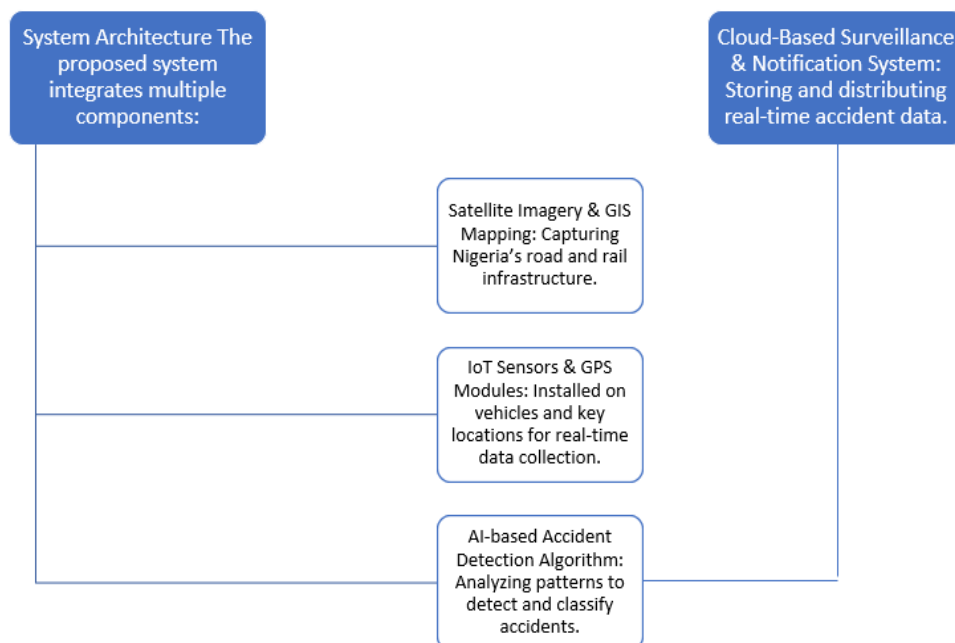 System Architecture The
proposed system
integrates multiple
components:
Cloud-Based Surveillance
& Notification System:
Storing and distributing
real-time accident data.
Satellite Imagery & GIS
Mapping: Capturing
Nigeria’s road and rail
infrastructure.
IoT Sensors & GPS
Modules: Installed on
vehicles and key
locations for real-time
data collection.
AI-based Accident
Detection Algorithm:
Analyzing patterns to
detect and classify
accidents.